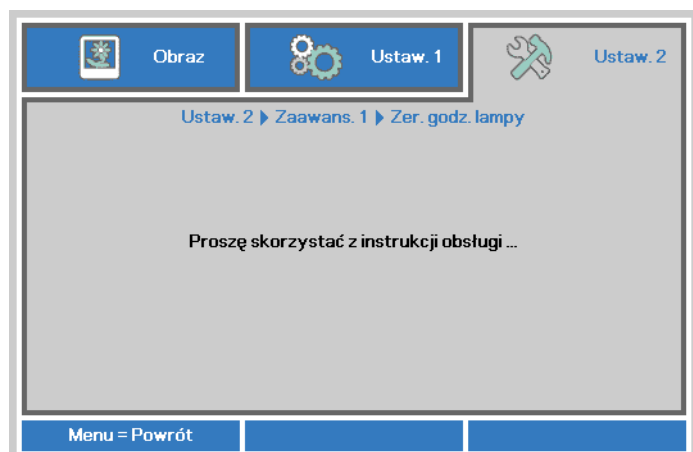 Obraz
Ustaw. 1
Ustaw. 2
Ustaw. 2 Zaawans. 1 Zer. godz. lampy
Proszę skorzystać z instrukcji obsługi ...
Menu = Powrót